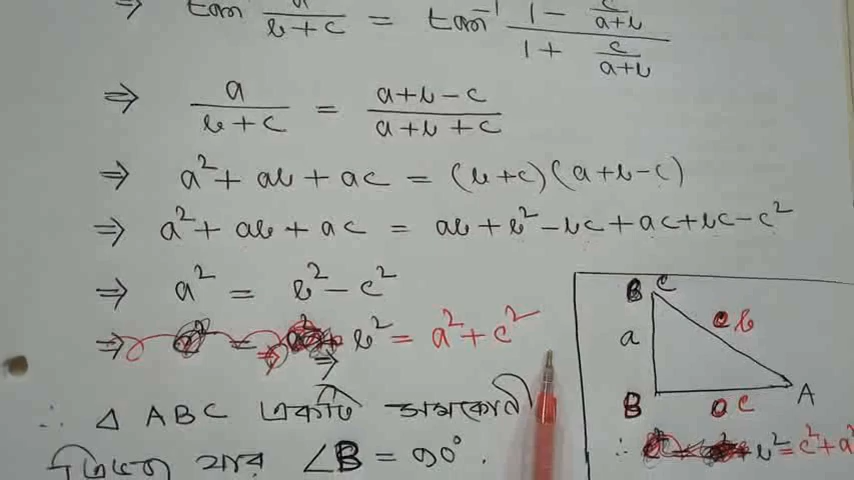 ⇒ tan⁻¹ a/(b+c) = tan⁻¹ (1 - c/(a+b))/(1 + c/(a+b))
⇒ a/(b+c) = (a+b-c)/(a+b+c)
⇒ a² + ab + ac = (b+c)(a+b-c)
⇒ a² + ab + ac = ab + b² - bc + ac + bc - c²
⇒ a² = b² - c²
⇒ b² = a² + c²
∴ Δ ABC একটি সমকোণী
ত্রিভুজ যার ∠B = ৯০°.
C
a
b
B
c
A
∴ b² = c² + a²